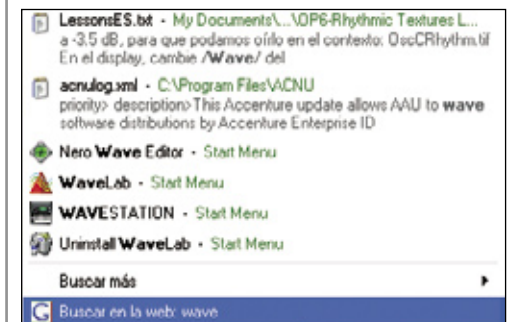 LessonsES.txt - My Documents\...\OP6-Rhythmic Textures L...
a -3.5 dB, para que podamos oírlo en el contexto: OscCRhythm.tif
En el display, cambie /Wave/ del
acnulog.xml - C:\Program Files\ACNU
priority> description>This Accenture update allows AAU to wave
software distributions by Accenture Enterprise ID
Nero Wave Editor - Start Menu
WaveLab - Start Menu
WAVESTATION - Start Menu
Uninstall WaveLab - Start Menu
Buscar más
Buscar en la web: wave